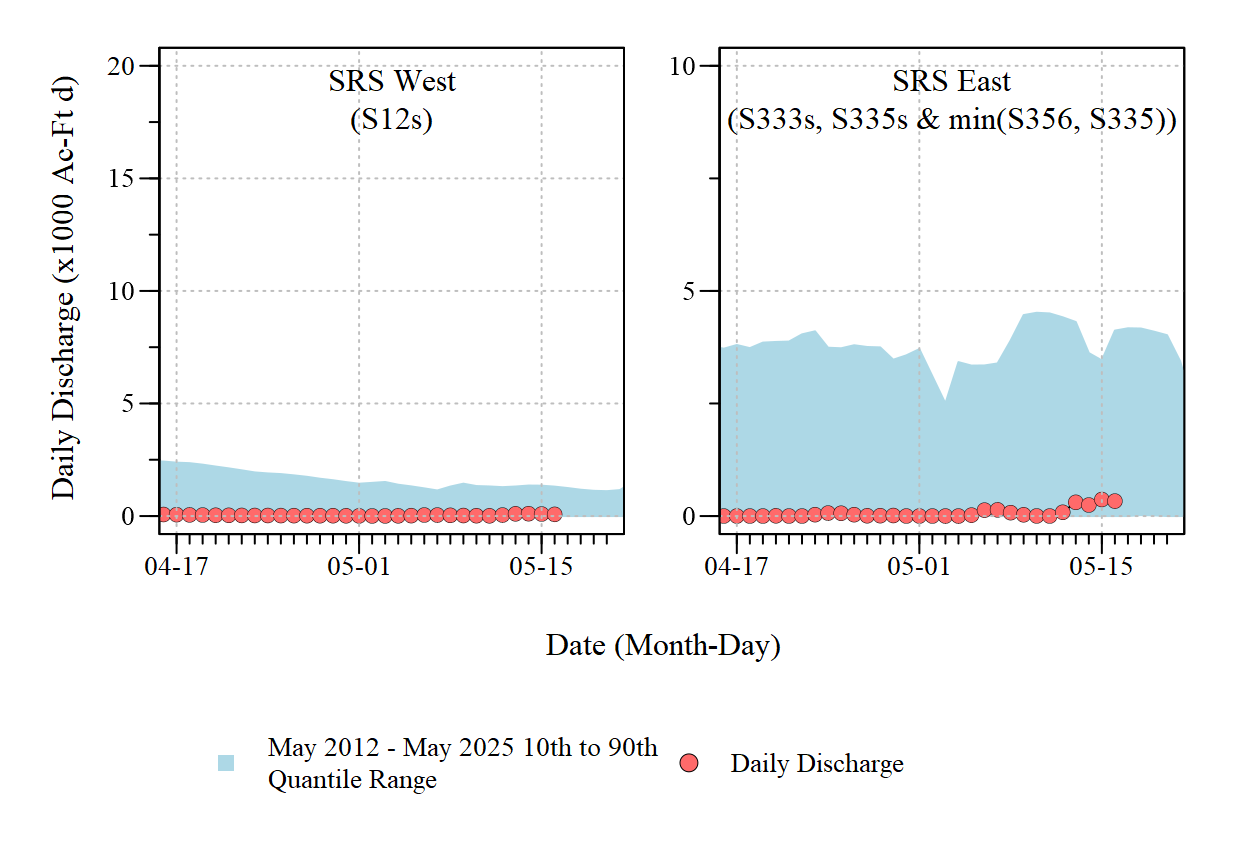 SRS West
(S12s)
SRS East
(S333s, S335s & min(S356, S335))
Daily Discharge (x1000 Ac-Ft d)
20
15
10
5
0
10
5
0
04-17
05-01
05-15
04-17
05-01
05-15
Date (Month-Day)
May 2012 - May 2025 10th to 90th
Quantile Range
Daily Discharge